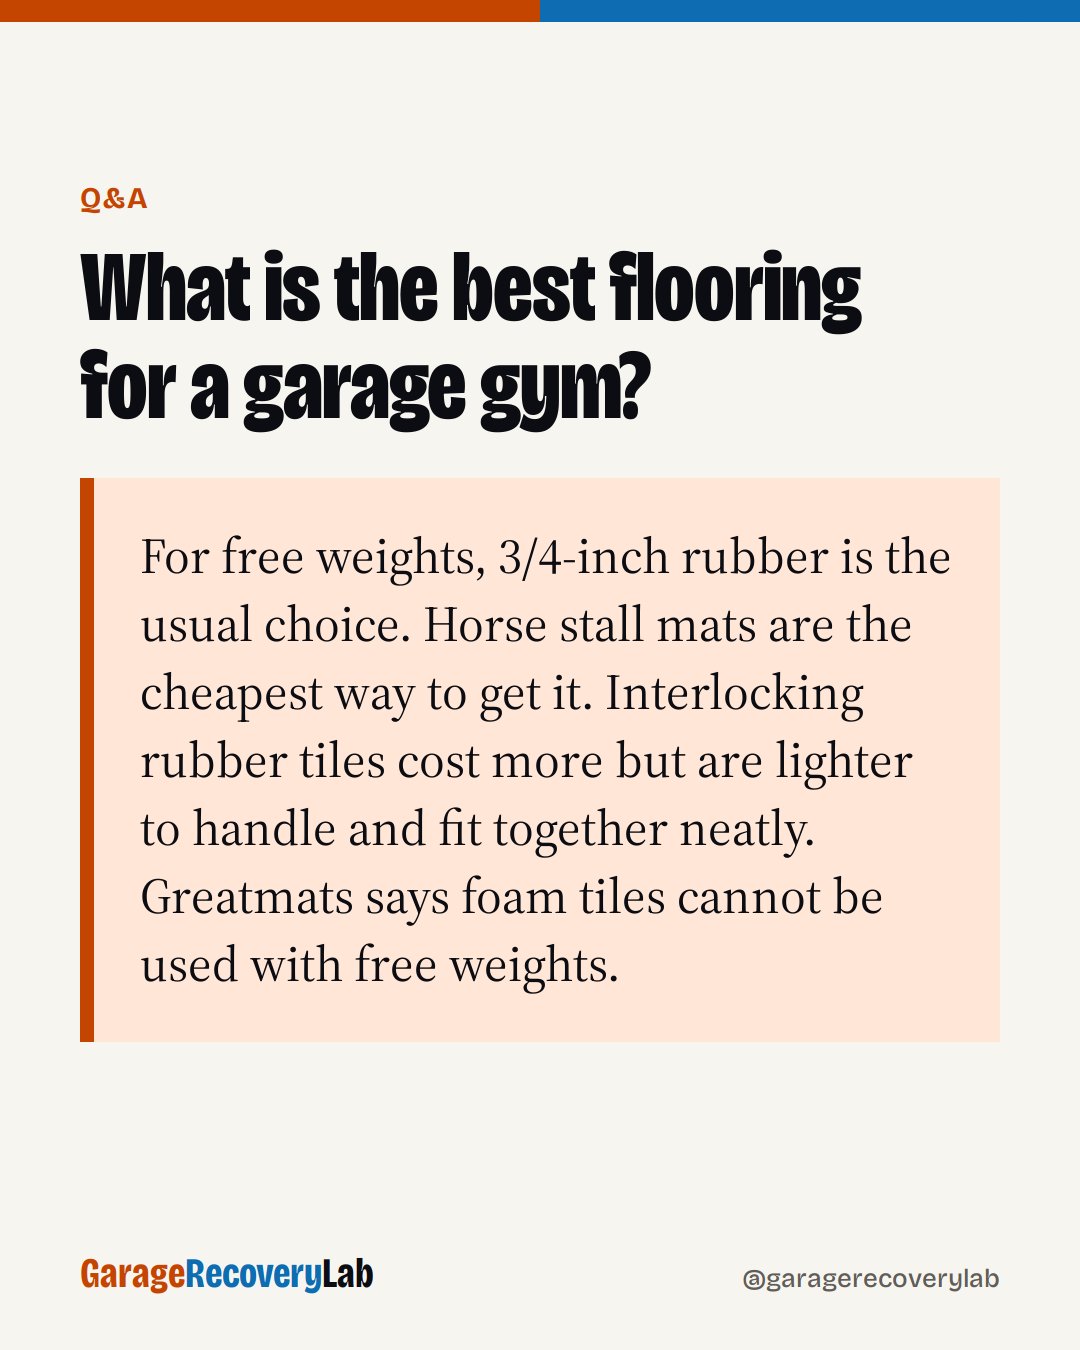 Q&A
What is the best flooring
for a garage gym?
For free weights, 3/4-inch rubber is the
usual choice. Horse stall mats are the
cheapest way to get it. Interlocking
rubber tiles cost more but are lighter
to handle and fit together neatly.
Greatmats says foam tiles cannot be
used with free weights.
GarageRecoveryLab
@garagerecoverylab